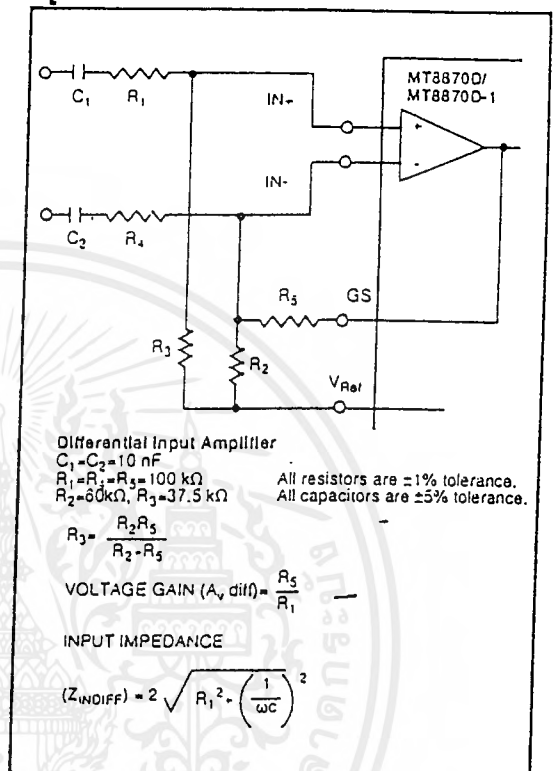 MT8870D/
MT8870D-1
C₁ R₁ IN+
+
-
IN-
C₂ R₄
R₅ GS
R₃ R₂
V_Ref
Differential Input Amplifier
C₁=C₂=10 nF
R₁=R₄=R₅=100 kΩ All resistors are ±1% tolerance.
R₂=60kΩ, R₃=37.5 kΩ All capacitors are ±5% tolerance.
R₃= R₂R₅ / R₂-R₅
VOLTAGE GAIN (Aᵥ diff)= R₅ / R₁
INPUT IMPEDANCE
(Z_INDIFF) = 2 √ R₁² - (1 / ωc)²